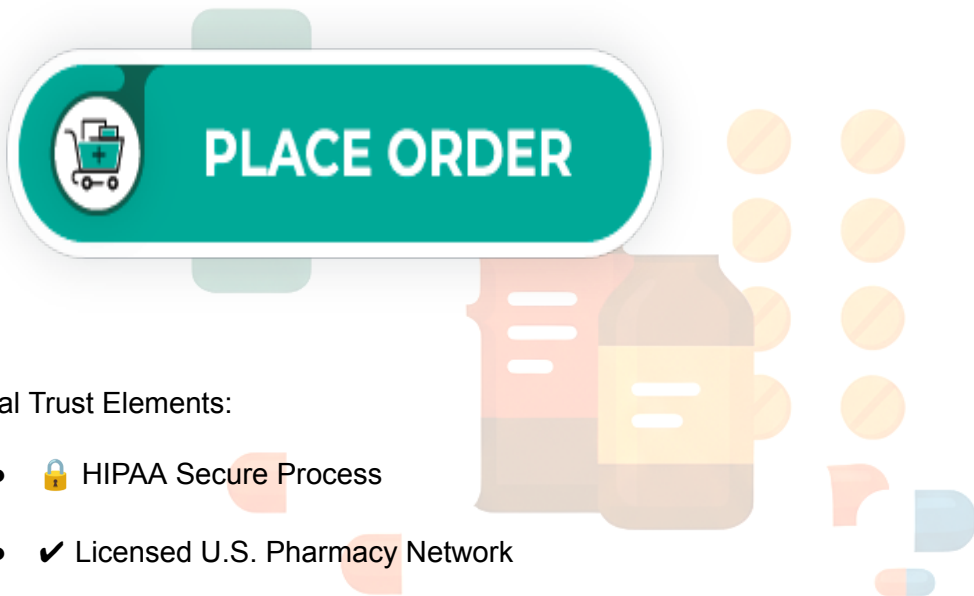 PLACE ORDER
al Trust Elements:
● 🔒 HIPAA Secure Process
● ✔ Licensed U.S. Pharmacy Network